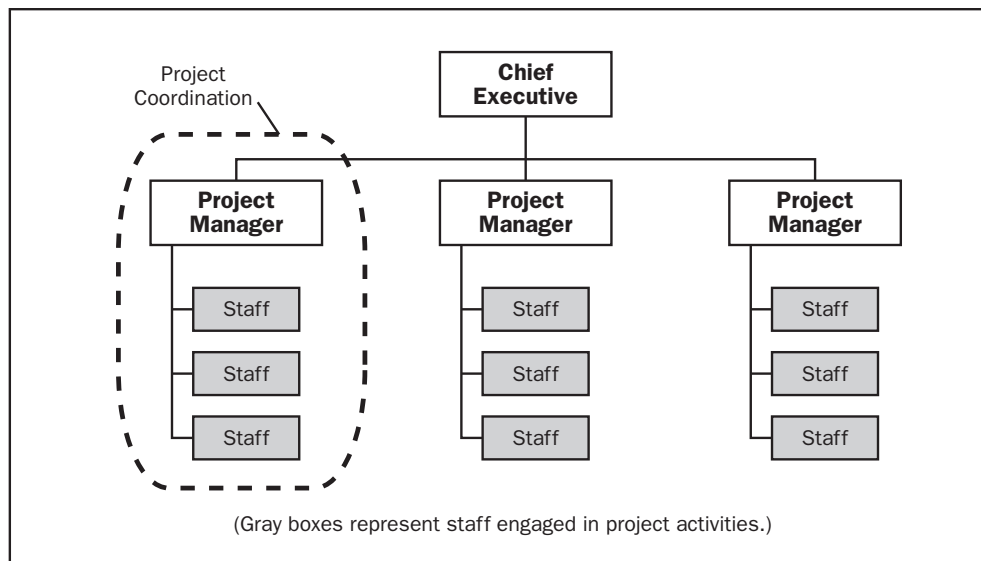 Project
Coordination
Chief
Executive
Project
Manager
Project
Manager
Project
Manager
Staff
Staff
Staff
Staff
Staff
Staff
Staff
Staff
Staff
(Gray boxes represent staff engaged in project activities.)